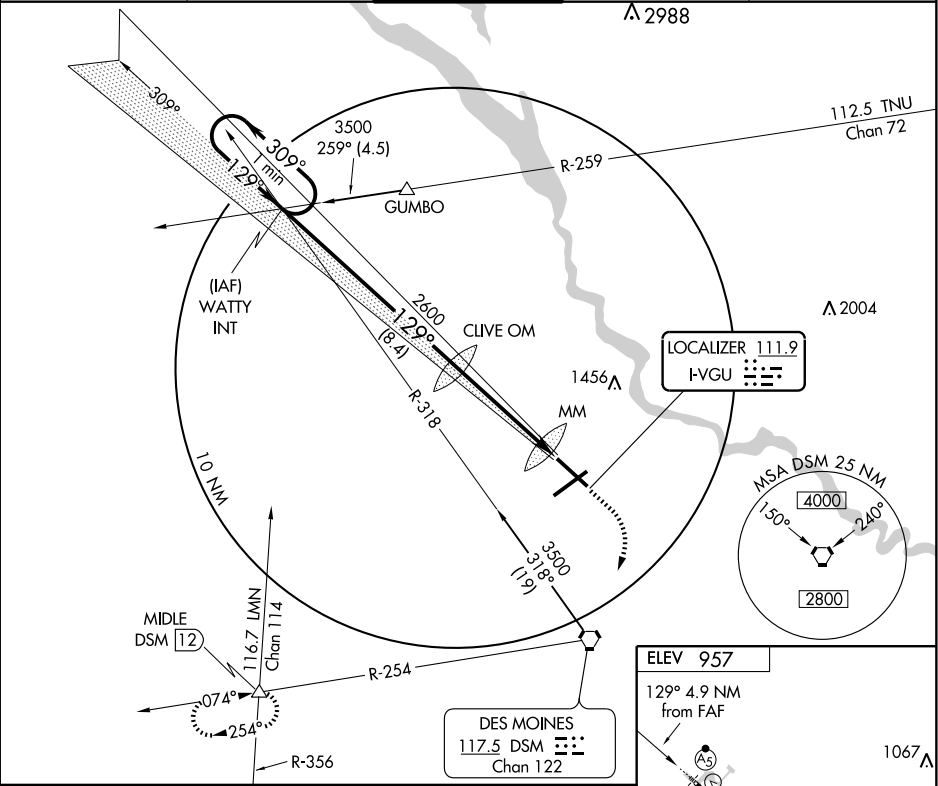 2988
112.5 TNU
Chan 72
309°
3500
259° (4.5)
R-259
309°
1 min
129°
GUMBO
(IAF)
WATTY
INT
2600
129°
(8.4)
CLIVE OM
2004
LOCALIZER 111.9
I-VGU
1456
MM
R-318
10 NM
MSA DSM 25 NM
4000
150°
240°
2800
3500
318°
(19)
MIDLE
DSM 12
116.7 LMN
Chan 114
R-254
074°
254°
R-356
DES MOINES
117.5 DSM
Chan 122
ELEV 957
129° 4.9 NM
from FAF
A5
1067